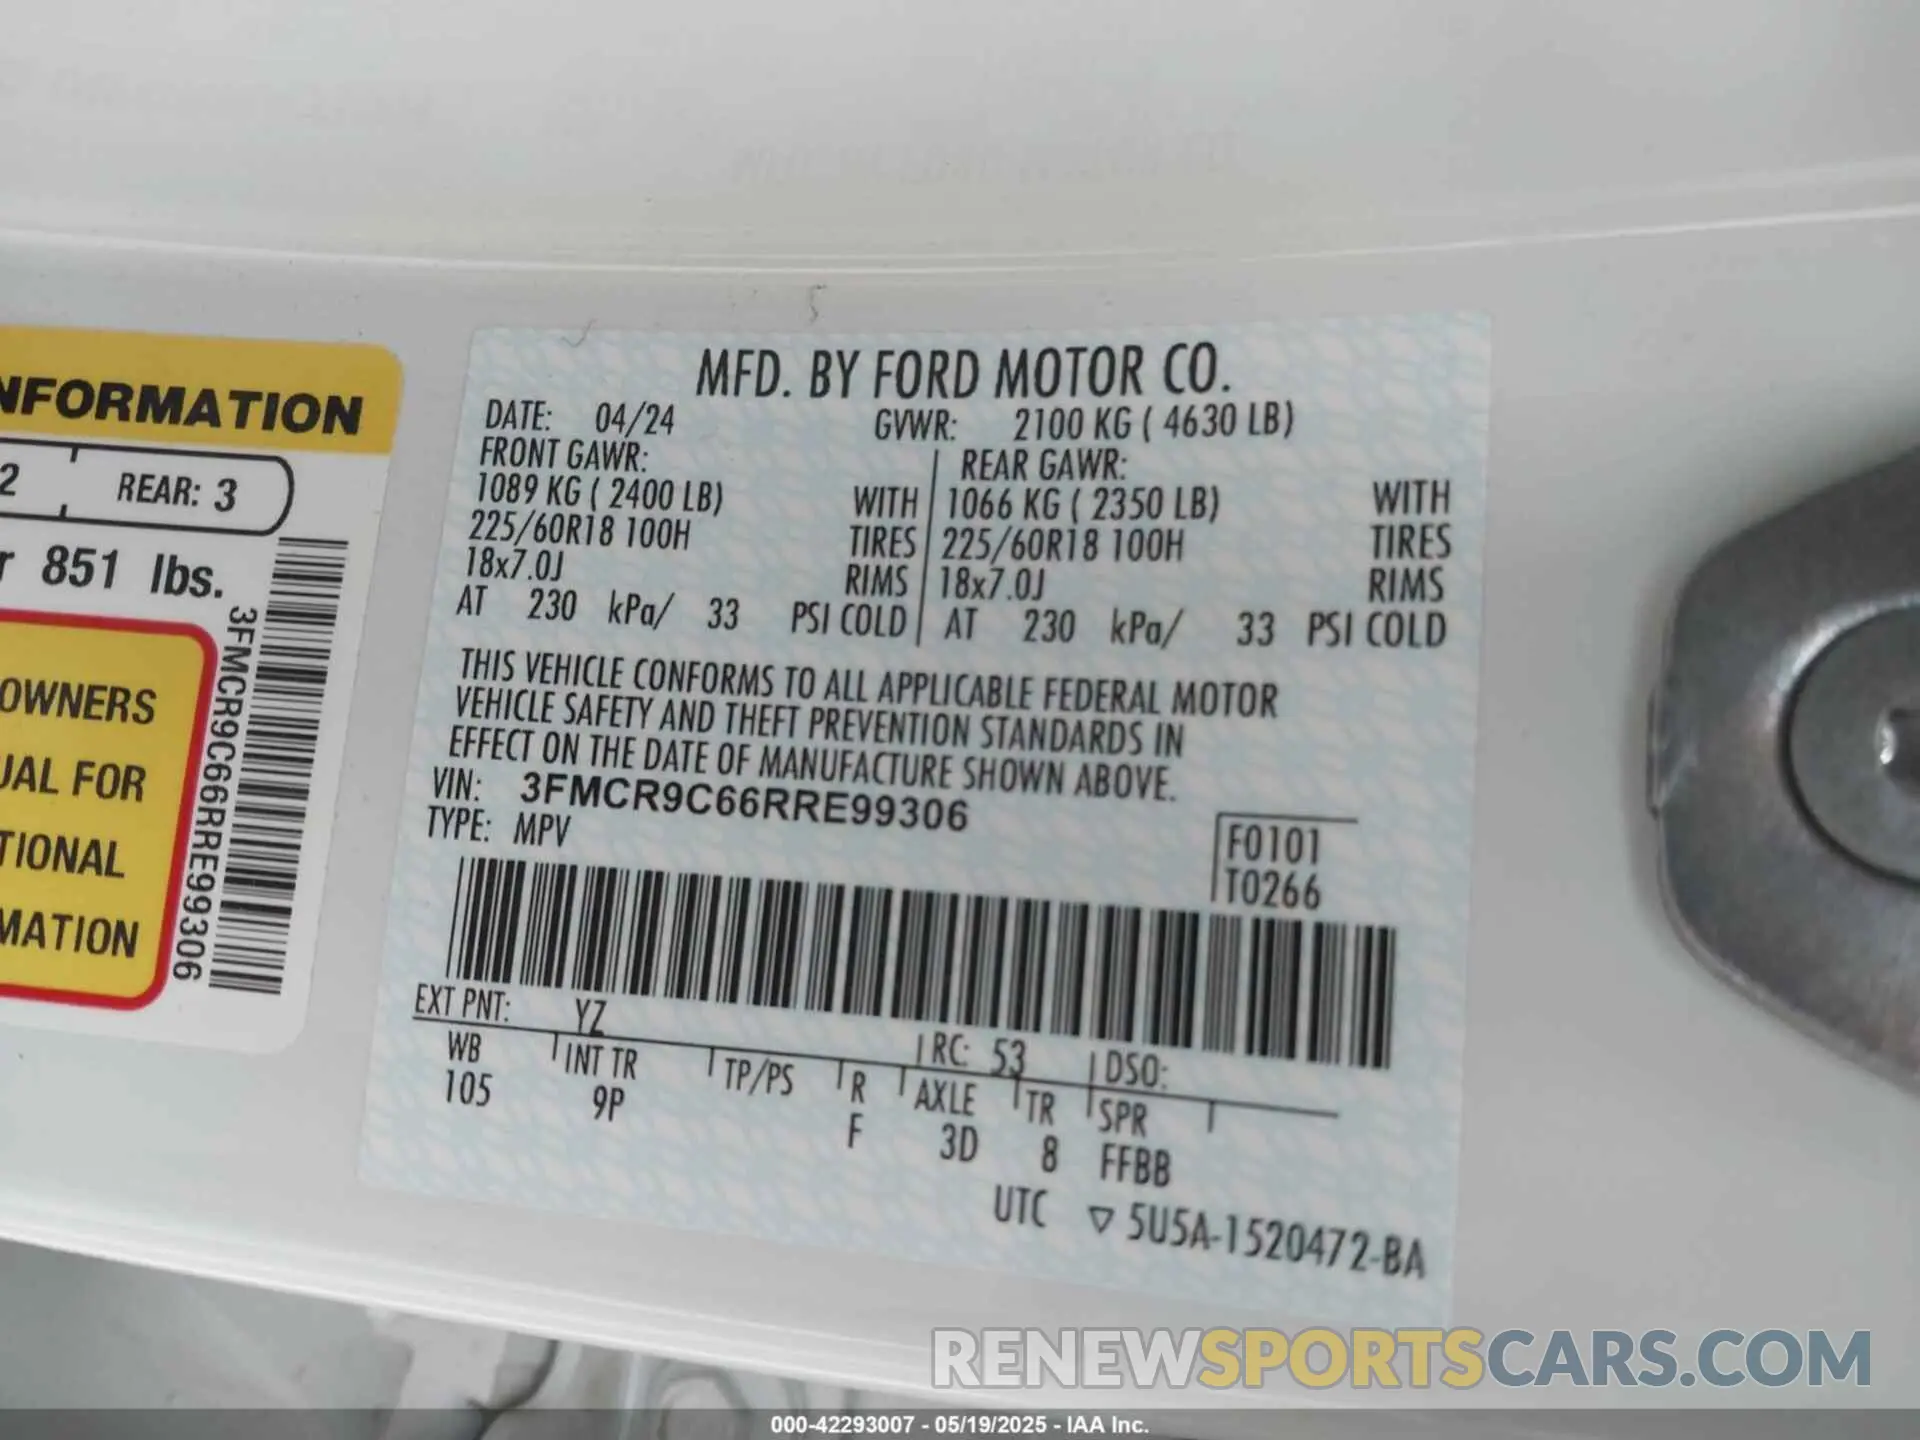 NFORMATION
2 REAR: 3
r 851 lbs.
OWNERS
UAL FOR
TIONAL
MATION
3FMCR9C66RRE99306
MFD. BY FORD MOTOR CO.
DATE: 04/24 GVWR: 2100 KG ( 4630 LB)
FRONT GAWR: REAR GAWR:
1089 KG ( 2400 LB) WITH 1066 KG ( 2350 LB) WITH
225/60R18 100H TIRES 225/60R18 100H TIRES
18x7.0J RIMS 18x7.0J RIMS
AT 230 kPa/ 33 PSI COLD AT 230 kPa/ 33 PSI COLD
THIS VEHICLE CONFORMS TO ALL APPLICABLE FEDERAL MOTOR
VEHICLE SAFETY AND THEFT PREVENTION STANDARDS IN
EFFECT ON THE DATE OF MANUFACTURE SHOWN ABOVE.
VIN: 3FMCR9C66RRE99306
TYPE: MPV
F0101
T0266
EXT PNT: YZ RC: 53 DSO:
WB INT TR TP/PS R AXLE TR SPR
105 9P F 3D 8 FFBB
UTC ▽ 5U5A-1520472-BA
RENEWSPORTSCARS.COM
000-42293007 - 05/19/2025 - IAA Inc.